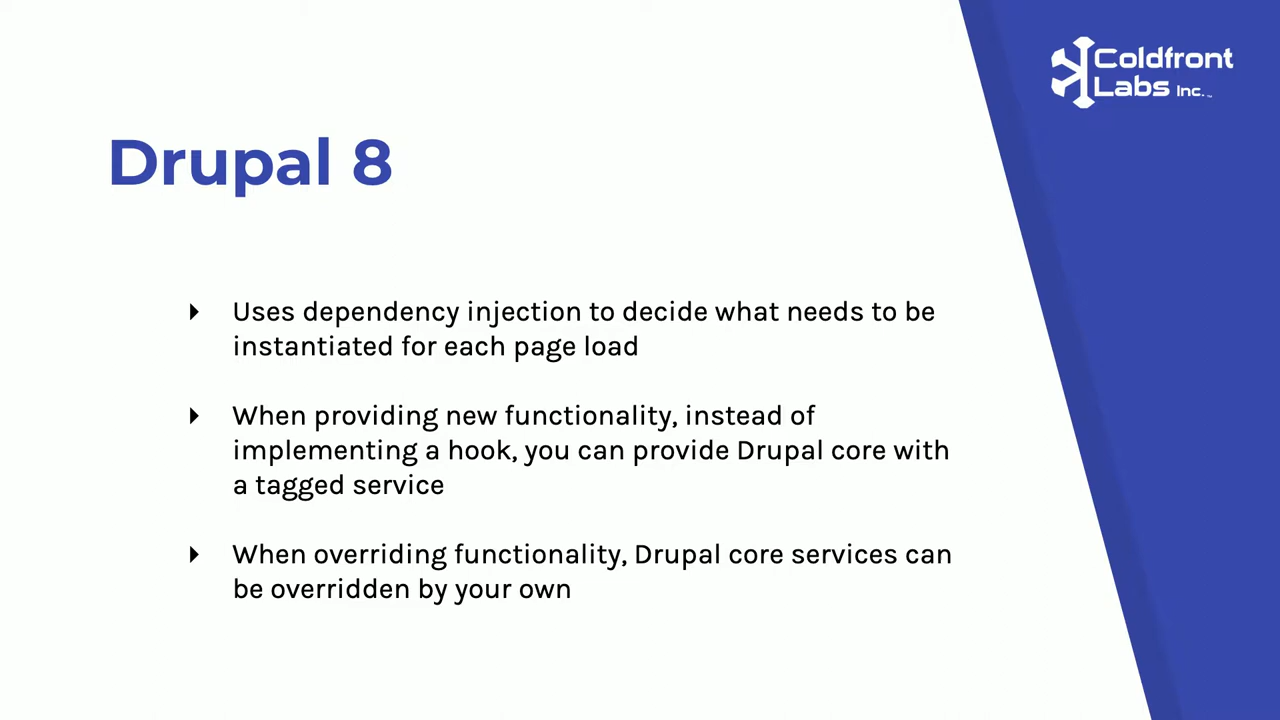 Coldfront
Labs Inc.™
Drupal 8
Uses dependency injection to decide what needs to be
instantiated for each page load
When providing new functionality, instead of
implementing a hook, you can provide Drupal core with
a tagged service
When overriding functionality, Drupal core services can
be overridden by your own